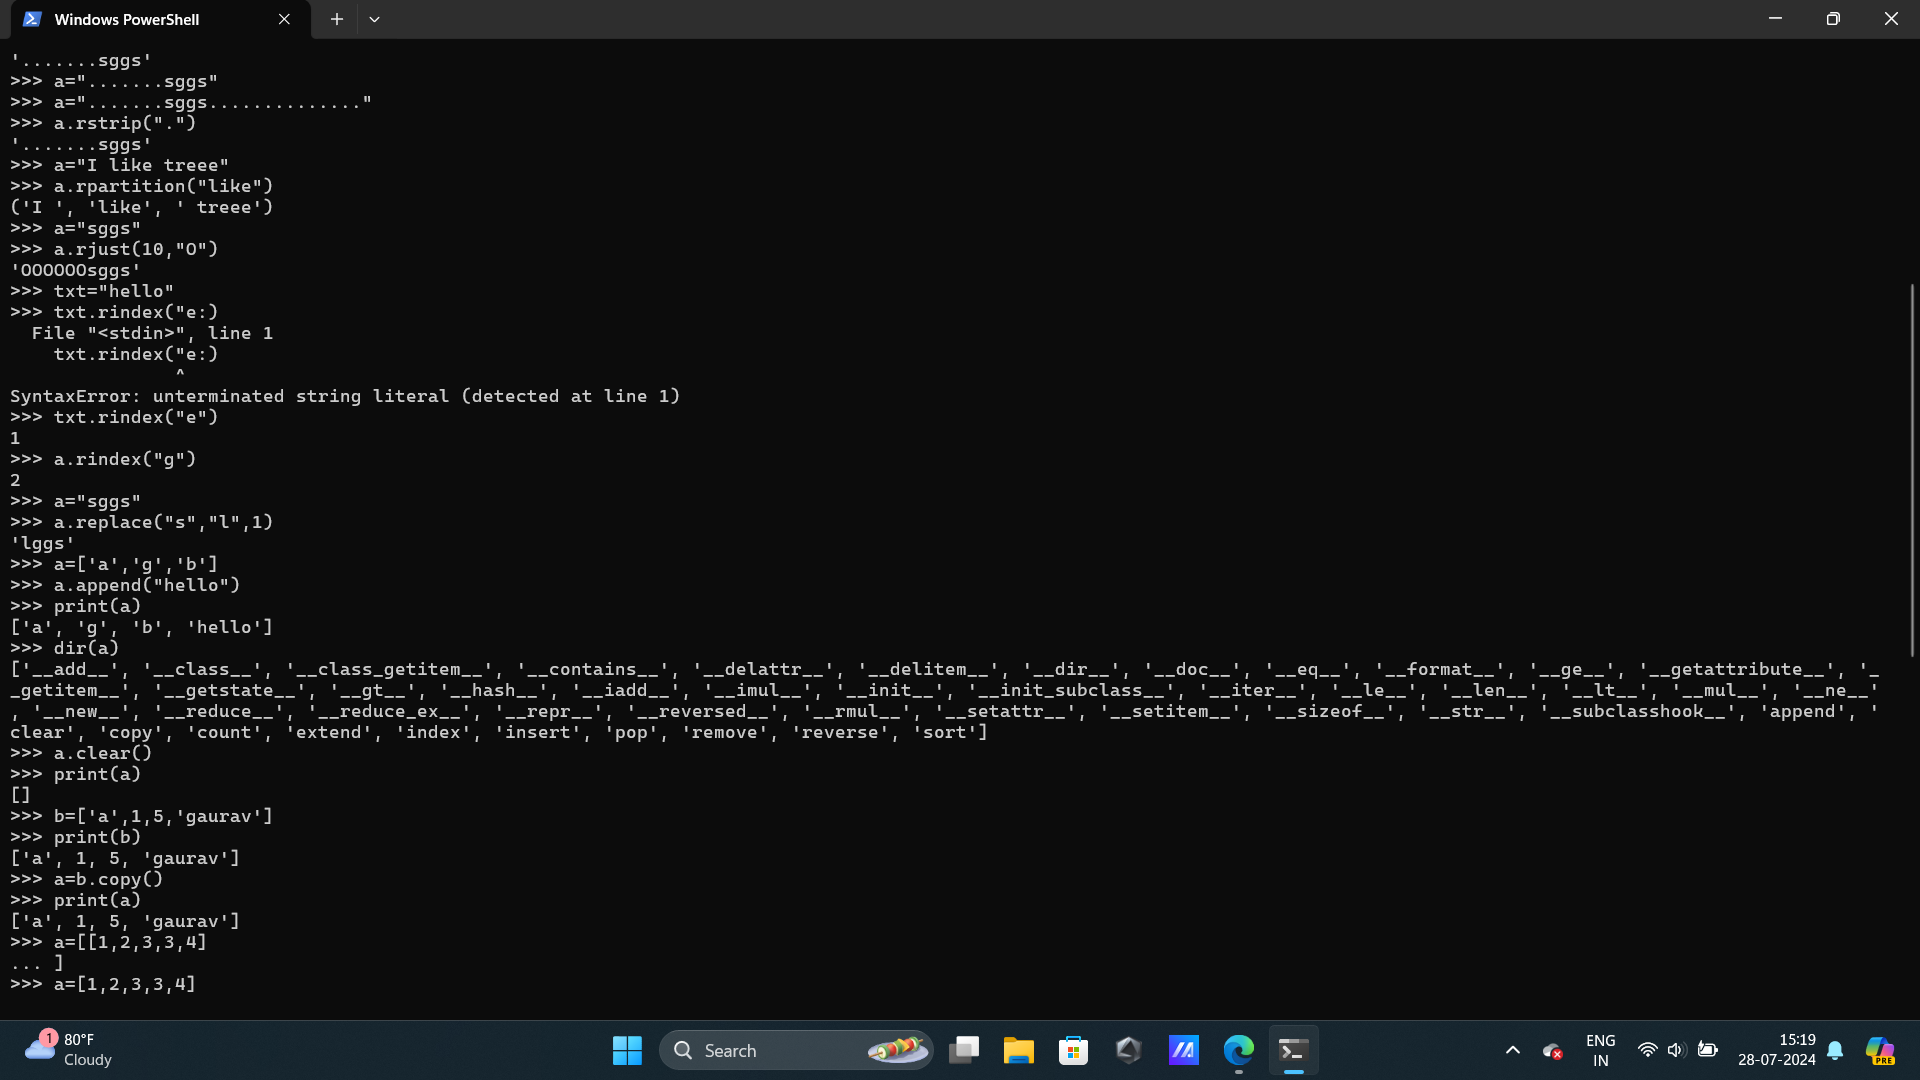 Windows PowerShell
'.......sggs'
>>> a=".......sggs"
>>> a=".......sggs.............."
>>> a.rstrip(".")
'.......sggs'
>>> a="I like treee"
>>> a.rpartition("like")
('I ', 'like', ' treee')
>>> a="sggs"
>>> a.rjust(10,"O")
'OOOOOOsggs'
>>> txt="hello"
>>> txt.rindex("e:)
  File "<stdin>", line 1
    txt.rindex("e:)
               ^
SyntaxError: unterminated string literal (detected at line 1)
>>> txt.rindex("e")
1
>>> a.rindex("g")
2
>>> a="sggs"
>>> a.replace("s","l",1)
'lggs'
>>> a=['a','g','b']
>>> a.append("hello")
>>> print(a)
['a', 'g', 'b', 'hello']
>>> dir(a)
['__add__', '__class__', '__class_getitem__', '__contains__', '__delattr__', '__delitem__', '__dir__', '__doc__', '__eq__', '__format__', '__ge__', '__getattribute__', '_
_getitem__', '__getstate__', '__gt__', '__hash__', '__iadd__', '__imul__', '__init__', '__init_subclass__', '__iter__', '__le__', '__len__', '__lt__', '__mul__', '__ne__'
, '__new__', '__reduce__', '__reduce_ex__', '__repr__', '__reversed__', '__rmul__', '__setattr__', '__setitem__', '__sizeof__', '__str__', '__subclasshook__', 'append', '
clear', 'copy', 'count', 'extend', 'index', 'insert', 'pop', 'remove', 'reverse', 'sort']
>>> a.clear()
>>> print(a)
[]
>>> b=['a',1,5,'gaurav']
>>> print(b)
['a', 1, 5, 'gaurav']
>>> a=b.copy()
>>> print(a)
['a', 1, 5, 'gaurav']
>>> a=[[1,2,3,3,4]
... ]
>>> a=[1,2,3,3,4]
1
80°F
Cloudy
Search
ENG
IN
15:19
28-07-2024
PRE